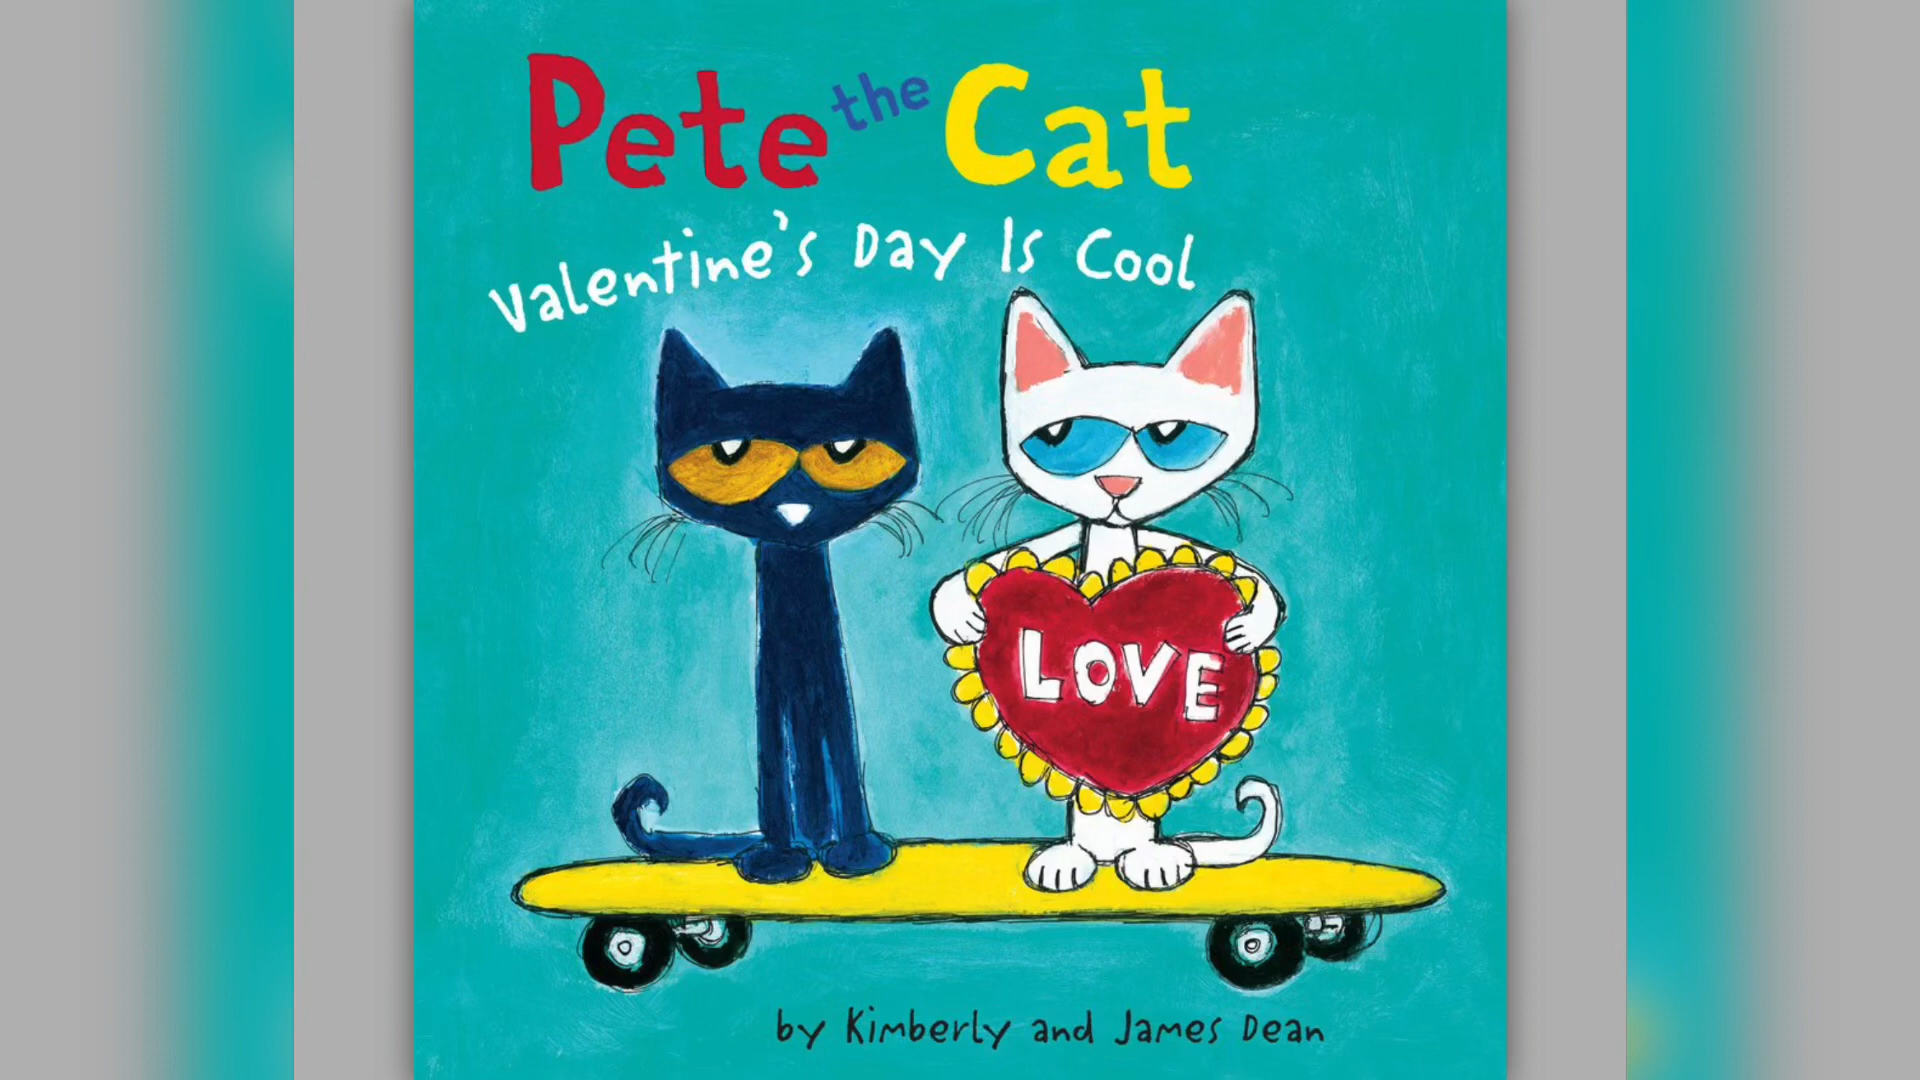 Pete the Cat
Valentine's Day Is Cool
LOVE
by Kimberly and James Dean